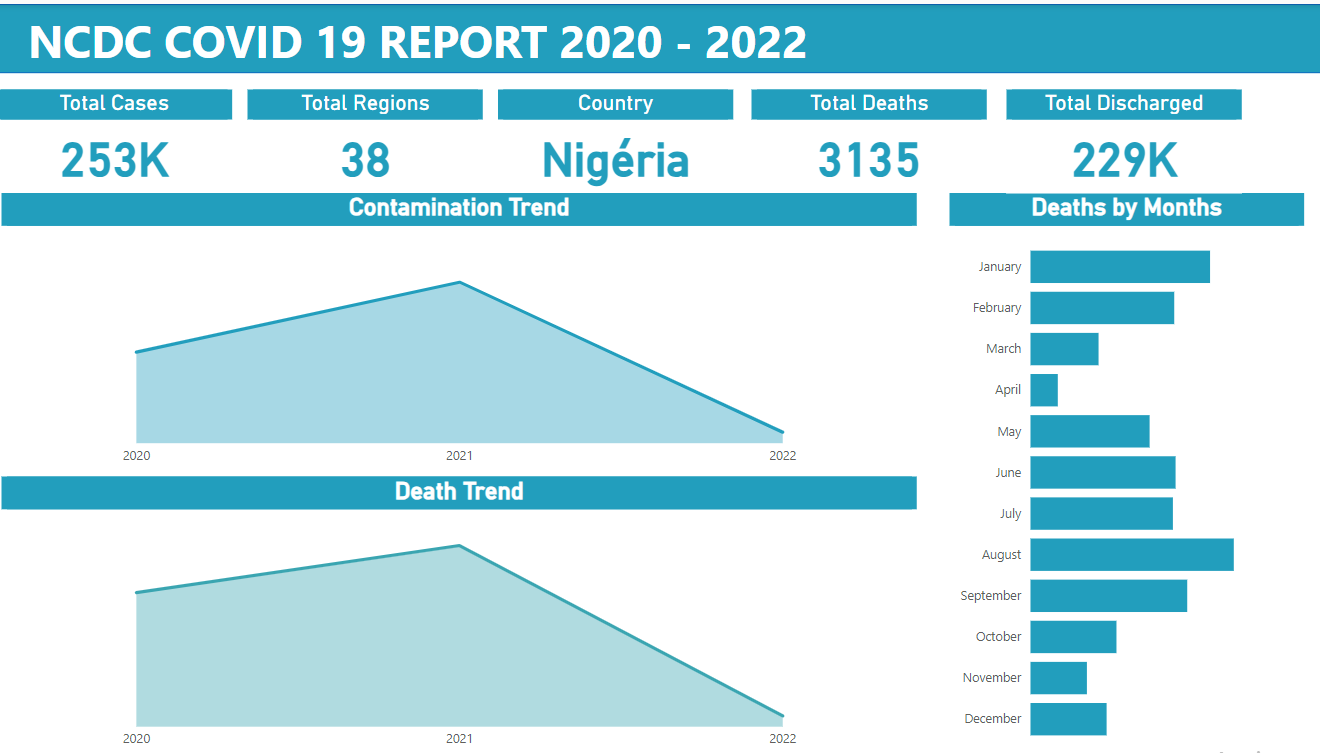 NCDC COVID 19 REPORT 2020 - 2022
Total Cases
Total Regions
Country
Total Deaths
Total Discharged
253K
38
Nigéria
3135
229K
Contamination Trend
2020
2021
2022
Death Trend
2020
2021
2022
Deaths by Months
January
February
March
April
May
June
July
August
September
October
November
December